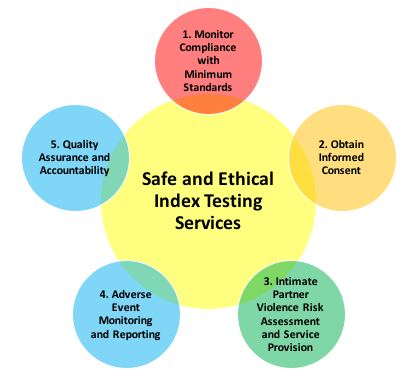 1. Monitor
Compliance
with
Minimum
Standards
2. Obtain
Informed
Consent
3. Intimate
Partner
Violence Risk
Assessment
and Service
Provision
4. Adverse
Event
Monitoring
and Reporting
5. Quality
Assurance and
Accountability
Safe and Ethical
Index Testing
Services